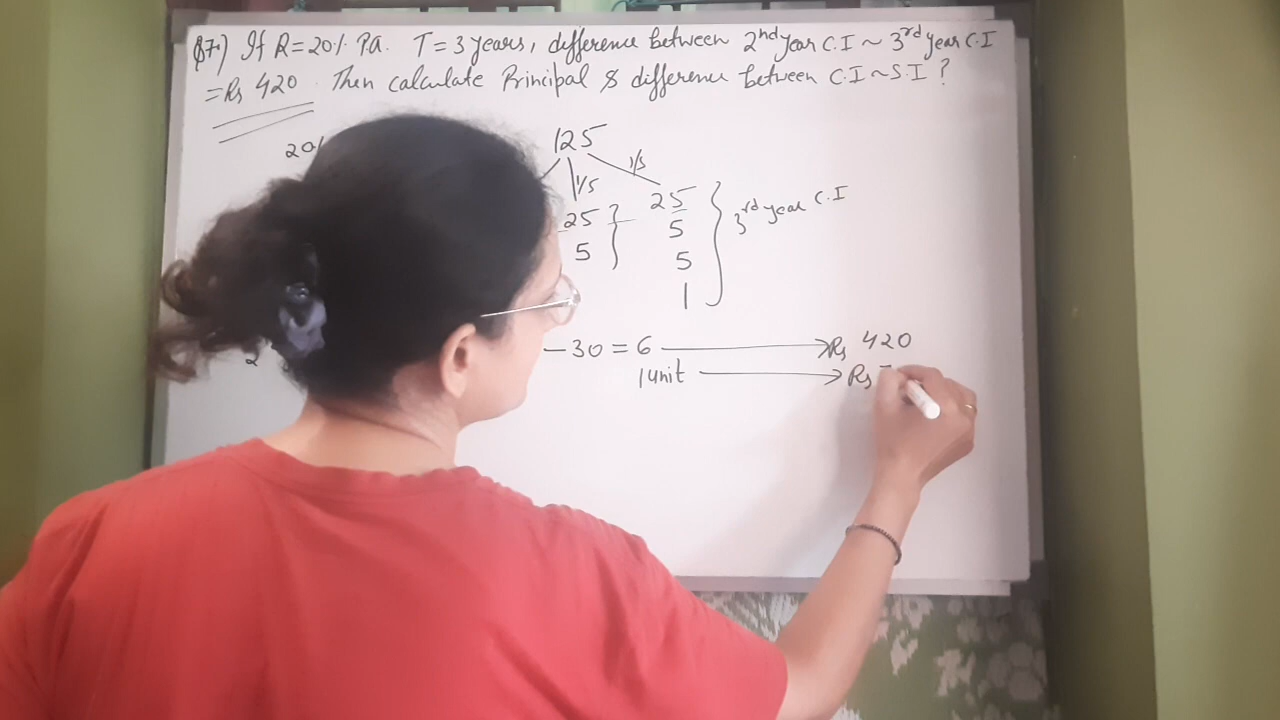 Q7.) If R=20% P.a. T=3 years, difference between 2nd year C.I ~ 3rd year C.I
=Rs 420. Then calculate Principal & difference between C.I ~ S.I ?
20%
125
1/5 1/5
25 25
5 5
5
1
3rd year C.I
2
- 30 = 6 → Rs 420
1 unit → Rs